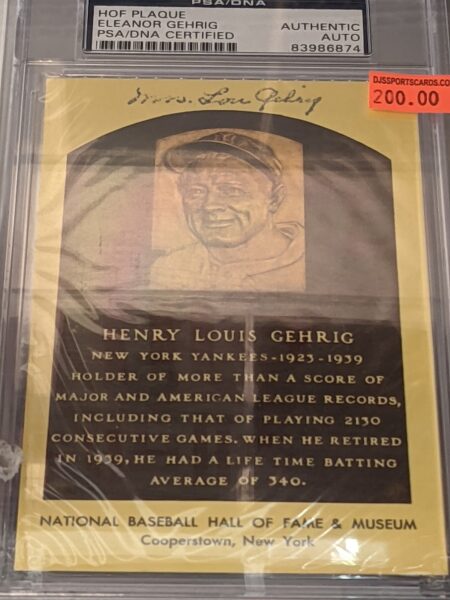 PSA/DNA
HOF PLAQUE
ELEANOR GEHRIG
PSA/DNA CERTIFIED
AUTHENTIC
AUTO
83986874
DJSSPORTSCARDS.CO
200.00
Mrs. Lou Gehrig
HENRY LOUIS GEHRIG
NEW YORK YANKEES-1923-1939
HOLDER OF MORE THAN A SCORE OF
MAJOR AND AMERICAN LEAGUE RECORDS,
INCLUDING THAT OF PLAYING 2130
CONSECUTIVE GAMES. WHEN HE RETIRED
IN 1939, HE HAD A LIFE TIME BATTING
AVERAGE OF 340.
NATIONAL BASEBALL HALL OF FAME & MUSEUM
Cooperstown, New York